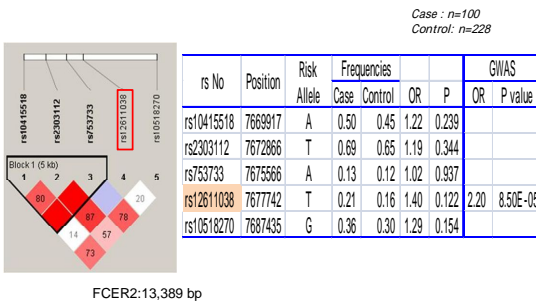 Case : n=100
Control: n=228
rs10415518
rs2303112
rs753733
rs12611038
rs10518270
Block 1 (5 kb)
1 2 3 4 5
80 20
87 78
14 57
73
rs No Position Risk Allele Frequencies GWAS
Case Control OR P OR P value
rs10415518 7669917 A 0.50 0.45 1.22 0.239
rs2303112 7672866 T 0.69 0.65 1.19 0.344
rs753733 7675566 A 0.13 0.12 1.02 0.937
rs12611038 7677742 T 0.21 0.16 1.40 0.122 2.20 8.50E-05
rs10518270 7687435 G 0.36 0.30 1.29 0.154
FCER2:13,389 bp